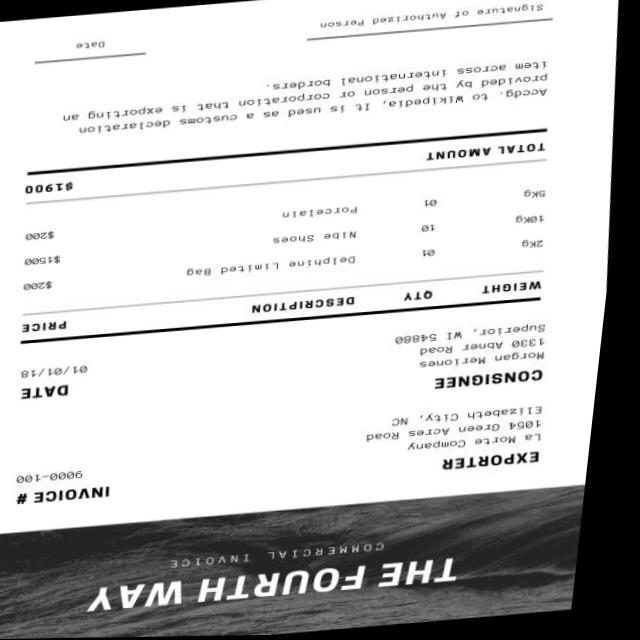 THE FOURTH WAY
COMMERCIAL INVOICE
EXPORTER
La Morte Company
1054 Green Acres Road
Elizabeth City, NC
INVOICE #
9000-100
CONSIGNEE
Morgan Meriones
1330 Abner Road
Superior, WI 54880
DATE
01/01/18
WEIGHT QTY DESCRIPTION PRICE
2Kg 01 Delphine Limited Bag $200
10Kg 10 Nibe Shoes $1500
5Kg 01 Porcelain $200
TOTAL AMOUNT $1900
Accdg. to Wikipedia, It is used as a customs declaration
provided by the person or corporation that is exporting an
item across international borders.
Signature of Authorized Person
Date